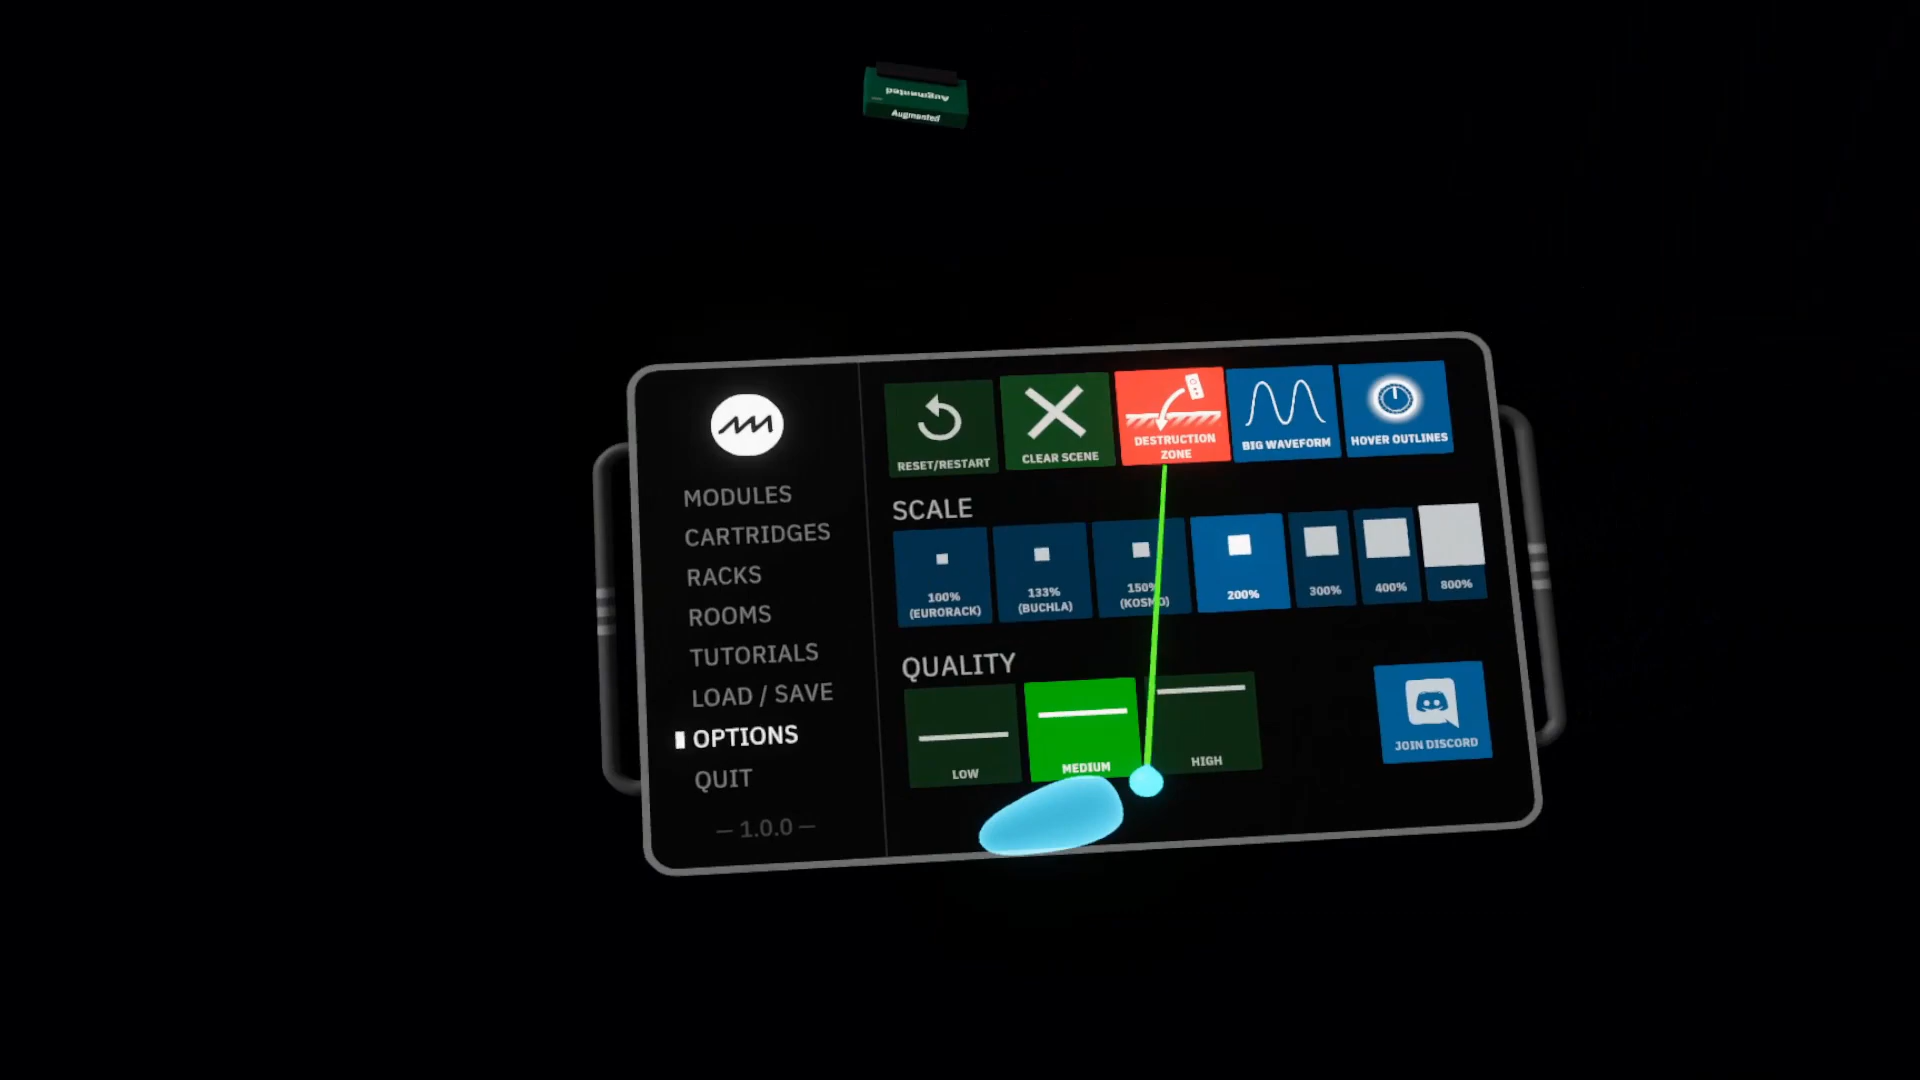 Augmented
Augmented
RESET/RESTART
CLEAR SCENE
DESTRUCTION
ZONE
BIG WAVEFORM
HOVER OUTLINES
MODULES
CARTRIDGES
RACKS
ROOMS
TUTORIALS
LOAD / SAVE
OPTIONS
QUIT
— 1.0.0 —
SCALE
100%
(EURORACK)
133%
(BUCHLA)
150%
(KOSMO)
200%
300%
400%
800%
QUALITY
LOW
MEDIUM
HIGH
JOIN DISCORD